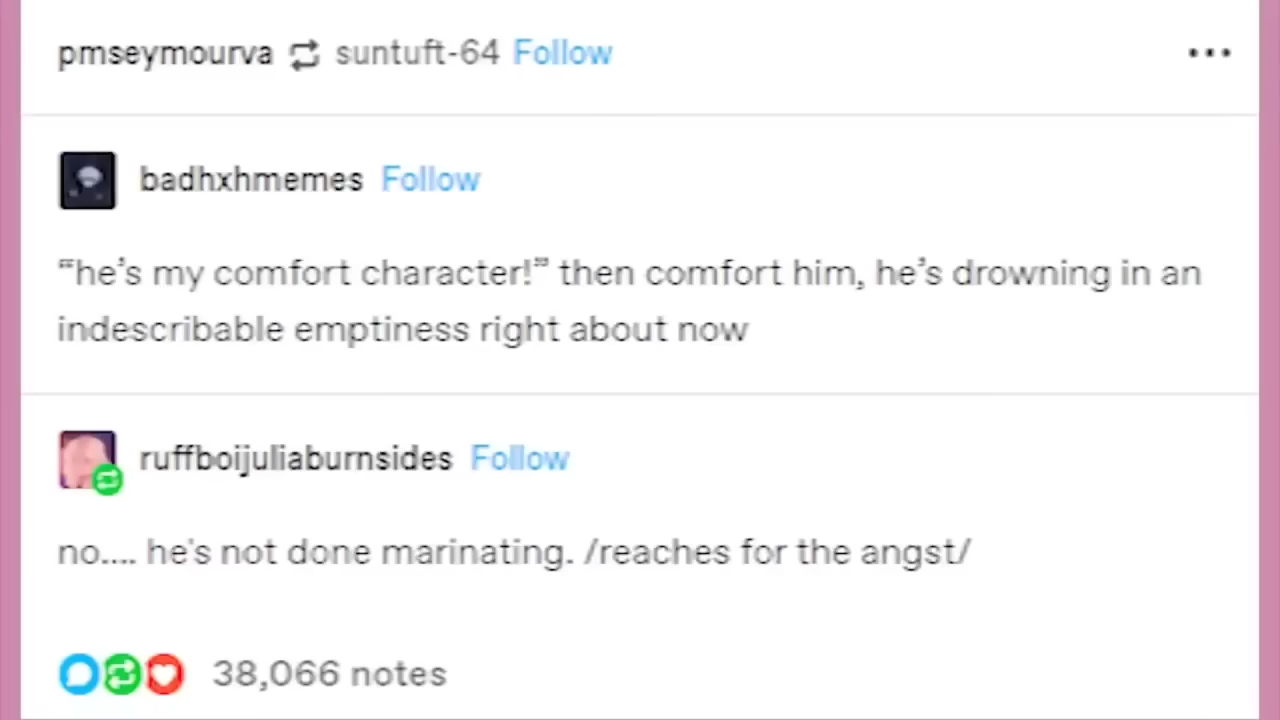 pmseymourva suntuft-64 Follow
badhxhmemes Follow
“he’s my comfort character!” then comfort him, he’s drowning in an
indescribable emptiness right about now
ruffboijuliaburnsides Follow
no.... he's not done marinating. /reaches for the angst/
38,066 notes